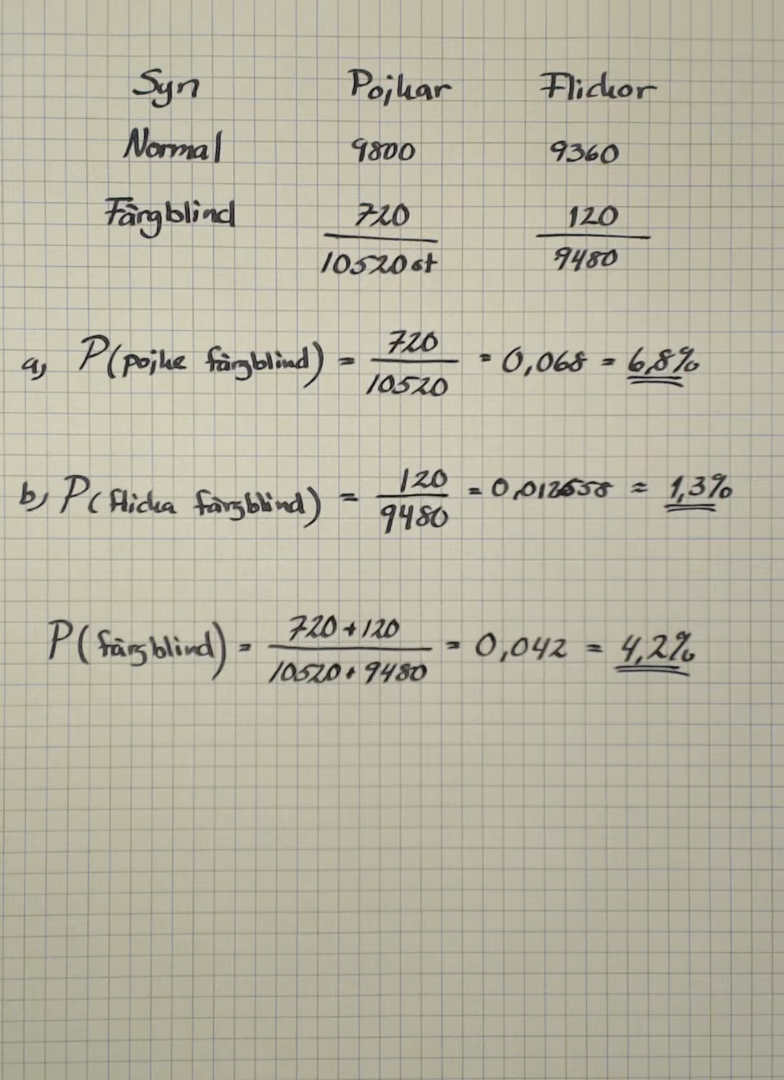 Syn Pojkar Flickor
Normal 9800 9360
Färgblind 720 120
10520 st 9480
a) P(pojke färgblind) = 720/10520 = 0,068 = 6,8%
b) P(flicka färgblind) = 120/9480 = 0,012658 = 1,3%
P(färgblind) = 720+120/10520+9480 = 0,042 = 4,2%